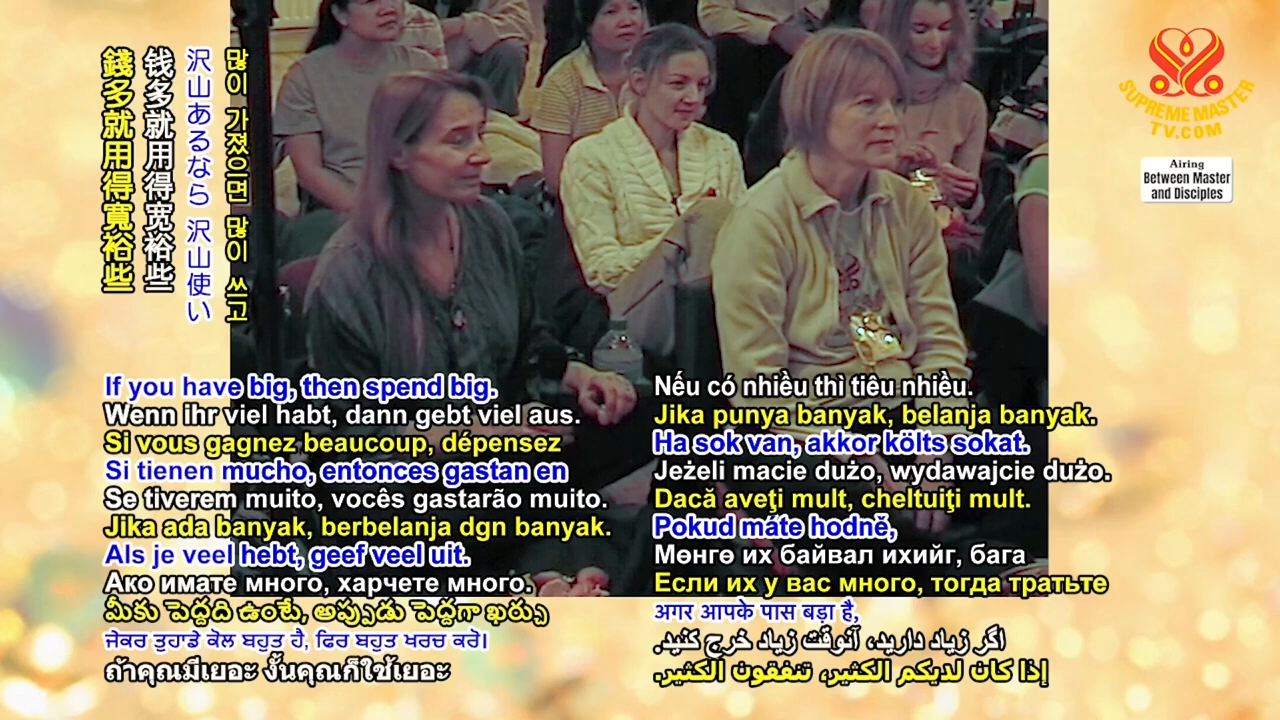 錢多就用得寬裕些
钱多就用得宽裕些
沢山あるなら 沢山使い
많이 가졌으면 많이 쓰고
If you have big, then spend big.
Wenn ihr viel habt, dann gebt viel aus.
Si vous gagnez beaucoup, dépensez
Si tienen mucho, entonces gastan en
Se tiverem muito, vocês gastarão muito.
Jika ada banyak, berbelanja dgn banyak.
Als je veel hebt, geef veel uit.
Ако имате много, харчете много.
మీకు పెద్దది ఉంటే, అప్పుడు పెద్దగా ఖర్చు
ਜੇਕਰ ਤੁਹਾਡੇ ਕੋਲ ਬਹੁਤ ਹੈ, ਫਿਰ ਬਹੁਤ ਖਰਚ ਕਰੋ।
ถ้าคุณมีเยอะ งั้นคุณก็ใช้เยอะ
Nếu có nhiều thì tiêu nhiều.
Jika punya banyak, belanja banyak.
Ha sok van, akkor költs sokat.
Jeżeli macie dużo, wydawajcie dużo.
Dacă aveţi mult, cheltuiţi mult.
Pokud máte hodně,
Мөнгө их байвал ихийг, бага
Если их у вас много, тогда тратьте
अगर आपके पास बड़ा है,
اگر زیاد دارید، آنوقت زیاد خرج کنید.
إذا كان لديكم الكثير، تنفقون الكثير.
SUPREME MASTER
TV.COM
Airing
Between Master
and Disciples